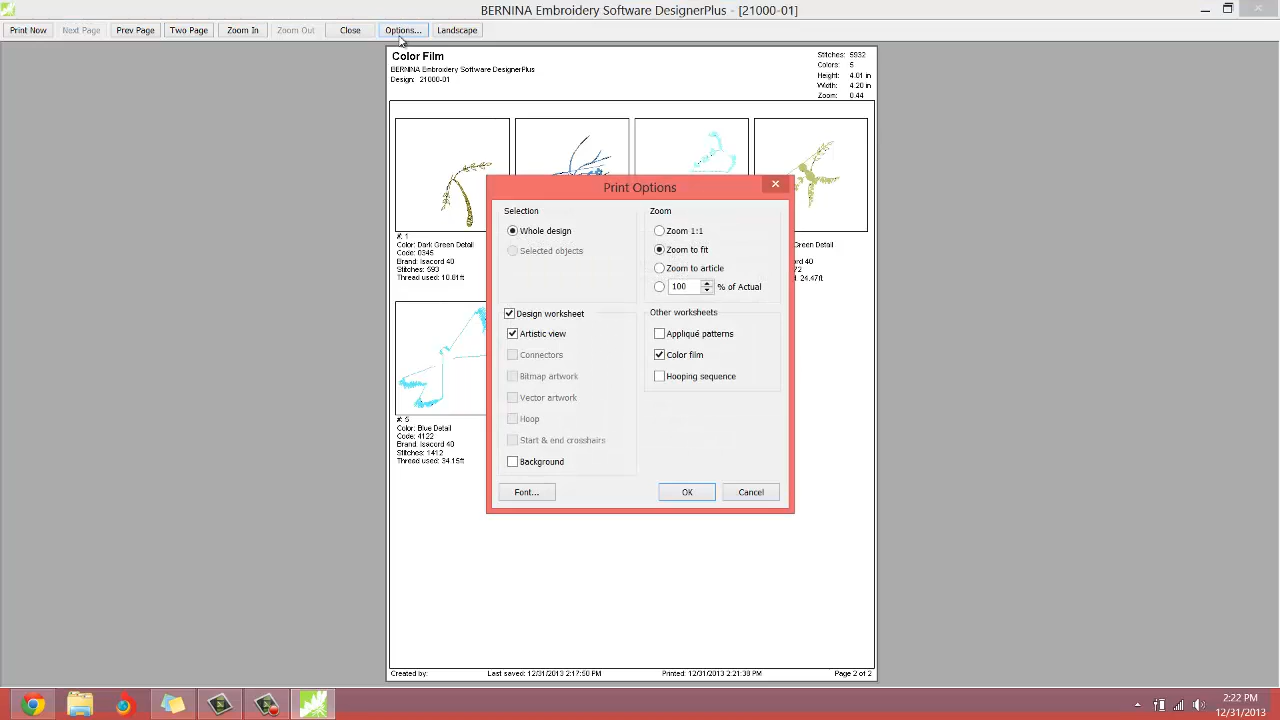 BERNINA Embroidery Software DesignerPlus - [21000-01]
Print Now Next Page Prev Page Two Page Zoom In Zoom Out Close Options... Landscape
Color Film
BERNINA Embroidery Software DesignerPlus
Design: 21000-01
Stitches: 5932
Colors: 5
Height: 4.01 in
Width: 4.20 in
Zoom: 0.44
#: 1
Color: Dark Green Detail
Code: 0345
Brand: Isacord 40
Stitches: 593
Thread used: 10.81ft
Green Detail
24.47ft
#: 5
Color: Blue Detail
Code: 4122
Brand: Isacord 40
Stitches: 1412
Thread used: 34.15ft
Print Options
Selection
Whole design
Selected objects
Zoom
Zoom 1:1
Zoom to fit
Zoom to article
100 % of Actual
Design worksheet
Artistic view
Connectors
Bitmap artwork
Vector artwork
Hoop
Start & end crosshairs
Background
Other worksheets
Appliqué patterns
Color film
Hooping sequence
Font... OK Cancel
Created by: Last saved: 12/31/2013 2:17:50 PM Printed: 12/31/2013 2:21:38 PM Page 2 of 2
2:22 PM
12/31/2013